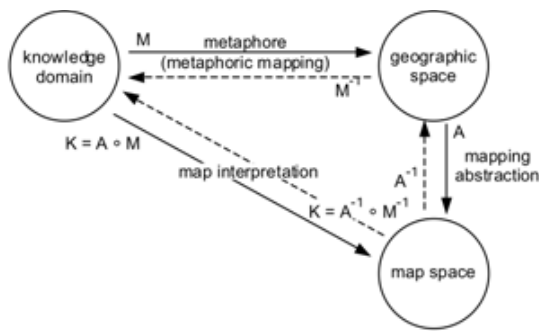 knowledge
domain
M
metaphore
(metaphoric mapping)
M⁻¹
geographic
space
K = A ∘ M
map interpretation
A
mapping
abstraction
A⁻¹
K = A⁻¹ ∘ M⁻¹
map space